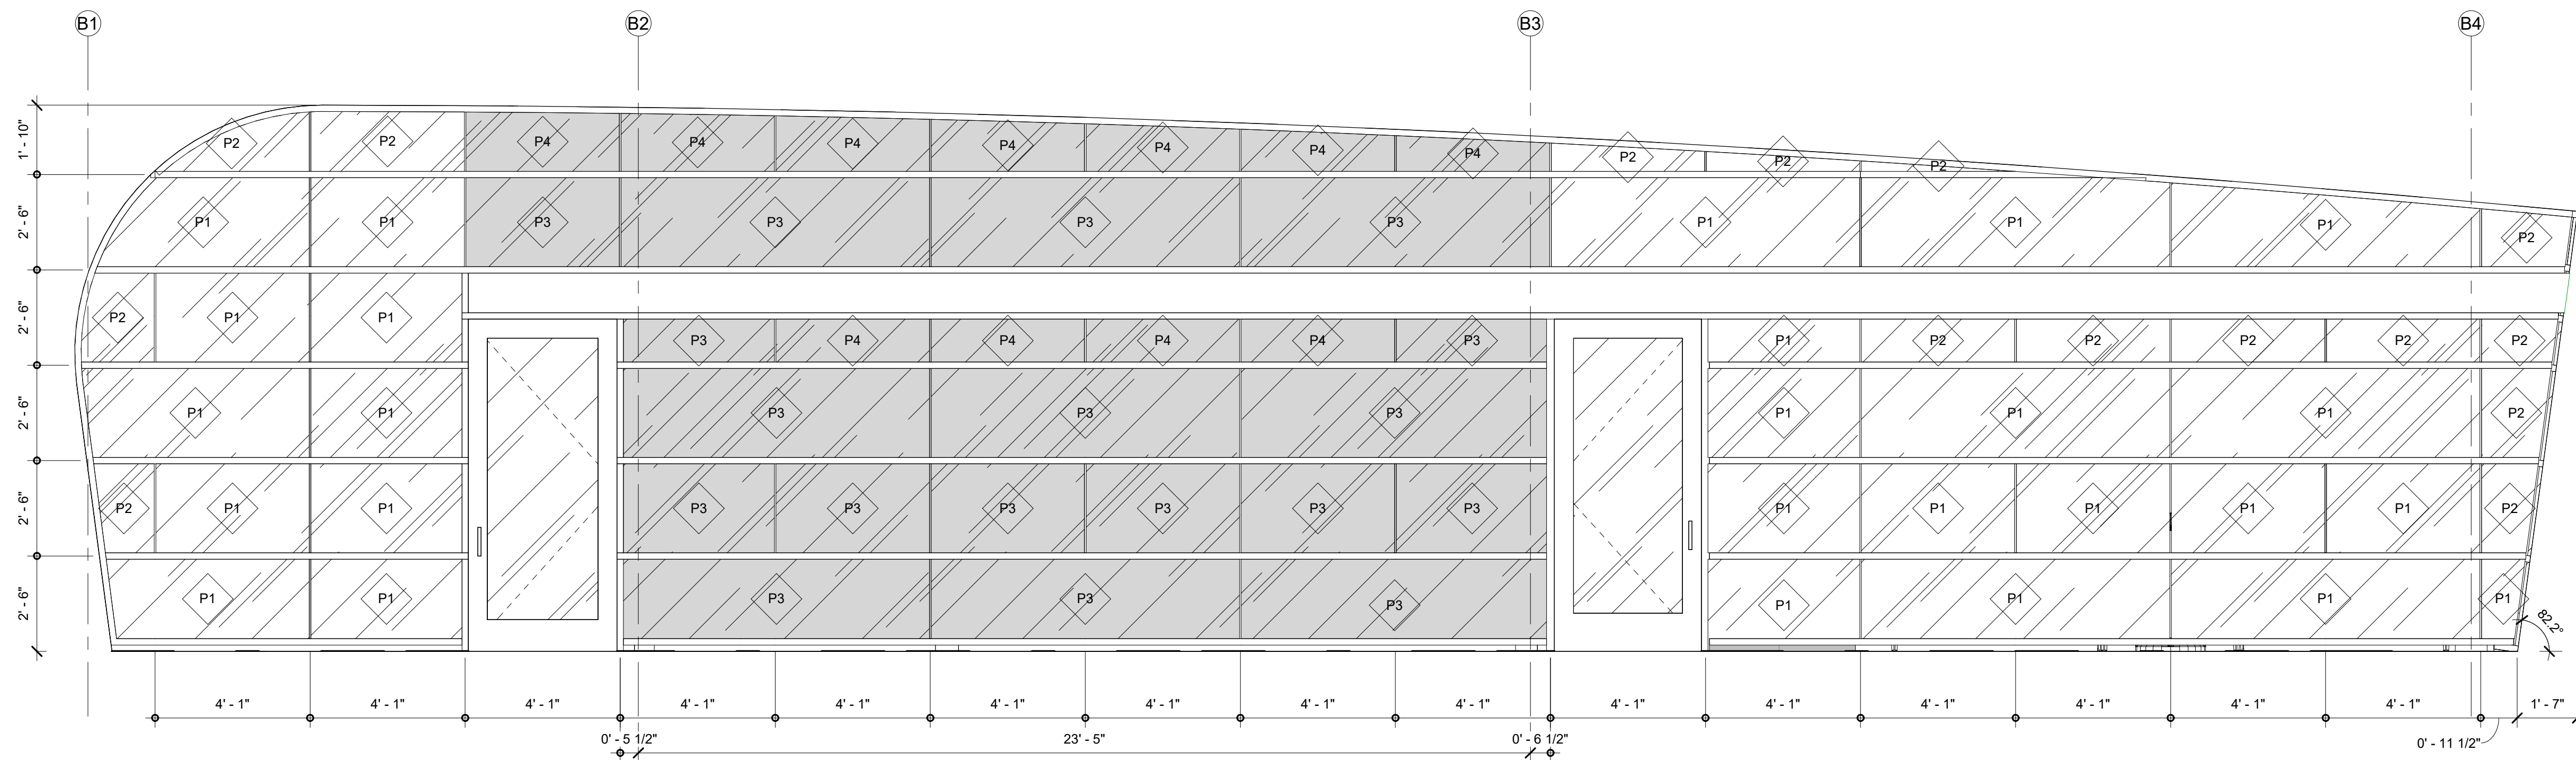 B1 B2 B3 B4
1' - 10"
P2 P2 P4 P4 P4 P4 P4 P4 P4 P2 P2 P2
2' - 6"
P1 P1 P3 P3 P3 P3 P1 P1 P1 P2
2' - 6"
P2 P1 P1
P3 P4 P4 P4 P4 P3 P1 P2 P2 P2 P2 P2
2' - 6"
P1 P1 P3 P3 P3 P1 P1 P1 P2
2' - 6"
P2 P1 P1 P3 P3 P3 P3 P3 P3 P1 P1 P1 P1 P1 P2
2' - 6"
P1 P1 P3 P3 P3 P1 P1 P1 P1
82.2°
4' - 1" 4' - 1" 4' - 1" 4' - 1" 4' - 1" 4' - 1" 4' - 1" 4' - 1" 4' - 1" 4' - 1" 4' - 1" 4' - 1" 4' - 1" 4' - 1" 4' - 1" 1' - 7"
0' - 5 1/2" 23' - 5" 0' - 6 1/2" 0' - 11 1/2"